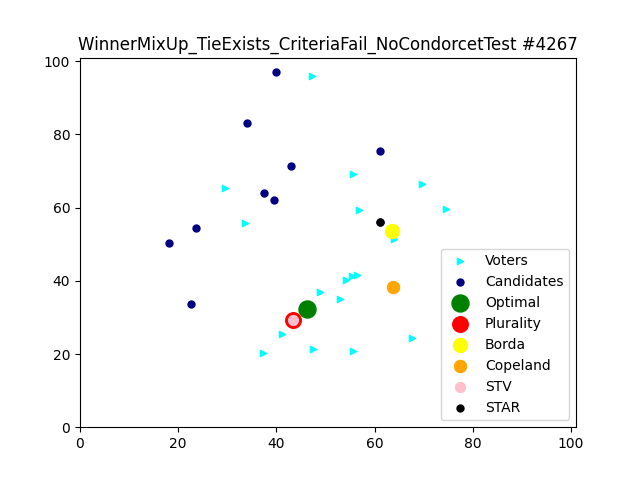 WinnerMixUp_TieExists_CriteriaFail_NoCondorcetTest #4267
100
80
60
40
20
0
0
20
40
60
80
100
Voters
Candidates
Optimal
Plurality
Borda
Copeland
STV
STAR